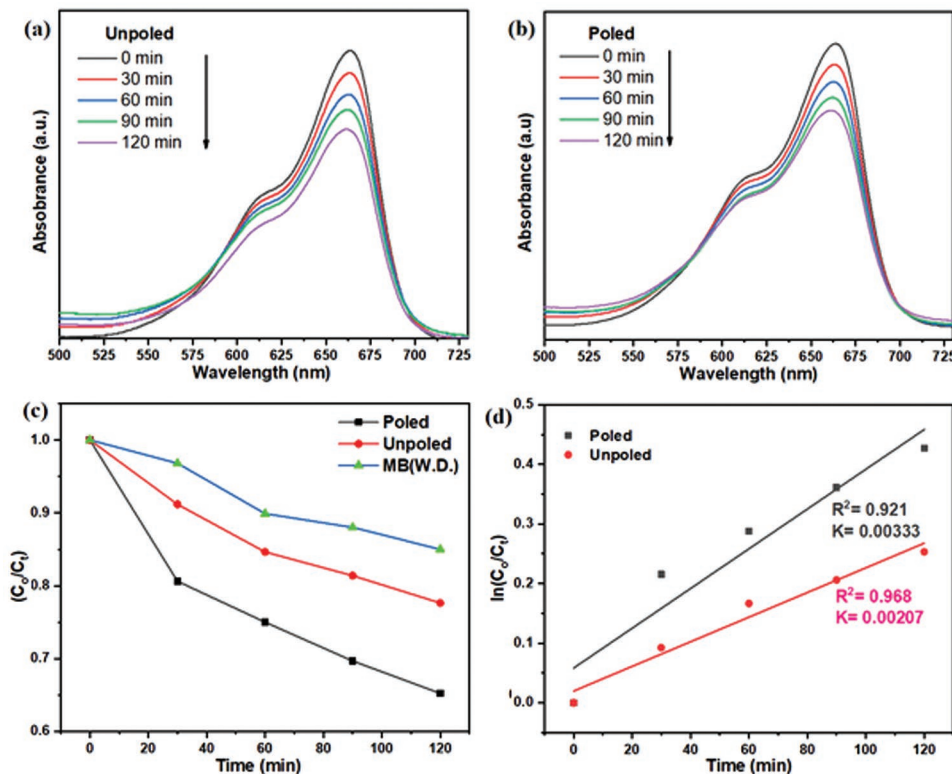 (a)
Unpoled
0 min
30 min
60 min
90 min
120 min
Absorbance (a.u)
500 525 550 575 600 625 650 675 700 725
Wavelength (nm)
(b)
Poled
0 min
30 min
60 min
90 min
120 min
Absorbance (a.u)
500 525 550 575 600 625 650 675 700 725
Wavelength (nm)
(c)
Poled
Unpoled
MB(W.D.)
(C₀/Cₜ)
1.0
0.9
0.8
0.7
0.6
0 20 40 60 80 100 120
Time (min)
(d)
Poled
Unpoled
R²= 0.921
K= 0.00333
R²= 0.968
K= 0.00207
ln(C₀/Cₜ)
0.5
0.4
0.3
0.2
0.1
0.0
0 20 40 60 80 100 120
Time (min)